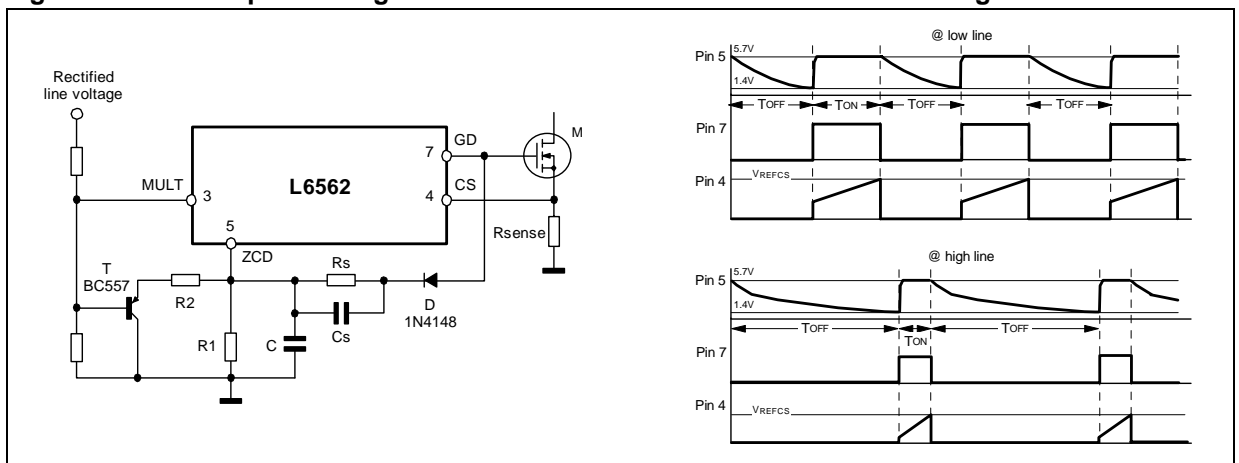 Rectified
line voltage
MULT
3
L6562
7
GD
M
4
CS
Rsense
5
ZCD
T
BC557
R2
Rs
D
1N4148
R1
C
Cs
@ low line
Pin 5
5.7V
1.4V
TOFF
TON
TOFF
TOFF
Pin 7
Pin 4
VREFCS
@ high line
Pin 5
5.7V
1.4V
TOFF
TON
TOFF
Pin 7
Pin 4
VREFCS